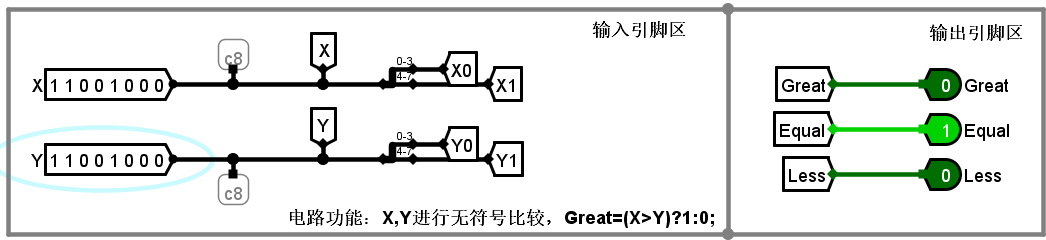 输入引脚区
输出引脚区
c8
X
0-3
4-7
X0
X 1 1 0 0 1 0 0 0
X1
Great
0 Great
Y
0-3
4-7
Y0
Equal
1 Equal
Y 1 1 0 0 1 0 0 0
Y1
Less
0 Less
c8
电路功能：X,Y进行无符号比较，Great=(X>Y)?1:0;